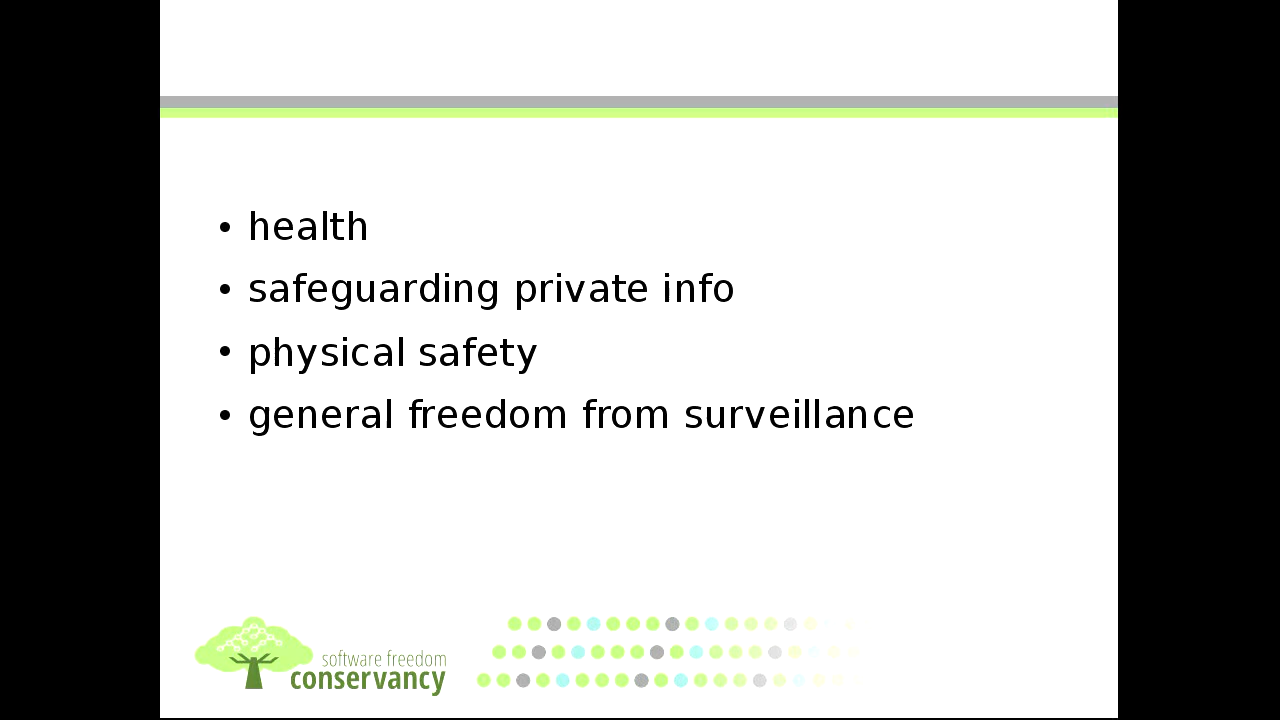 • health
• safeguarding private info
• physical safety
• general freedom from surveillance
software freedom
conservancy